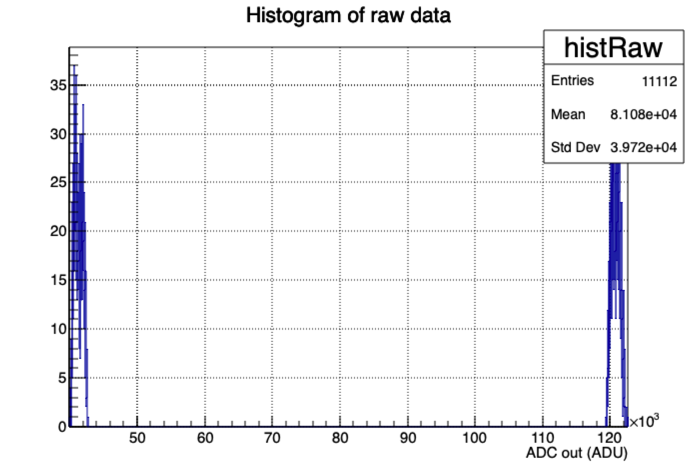 Histogram of raw data
histRaw
Entries 11112
Mean 8.108e+04
Std Dev 3.972e+04
35
30
25
20
15
10
5
0
50 60 70 80 90 100 110 120 ×10³
ADC out (ADU)